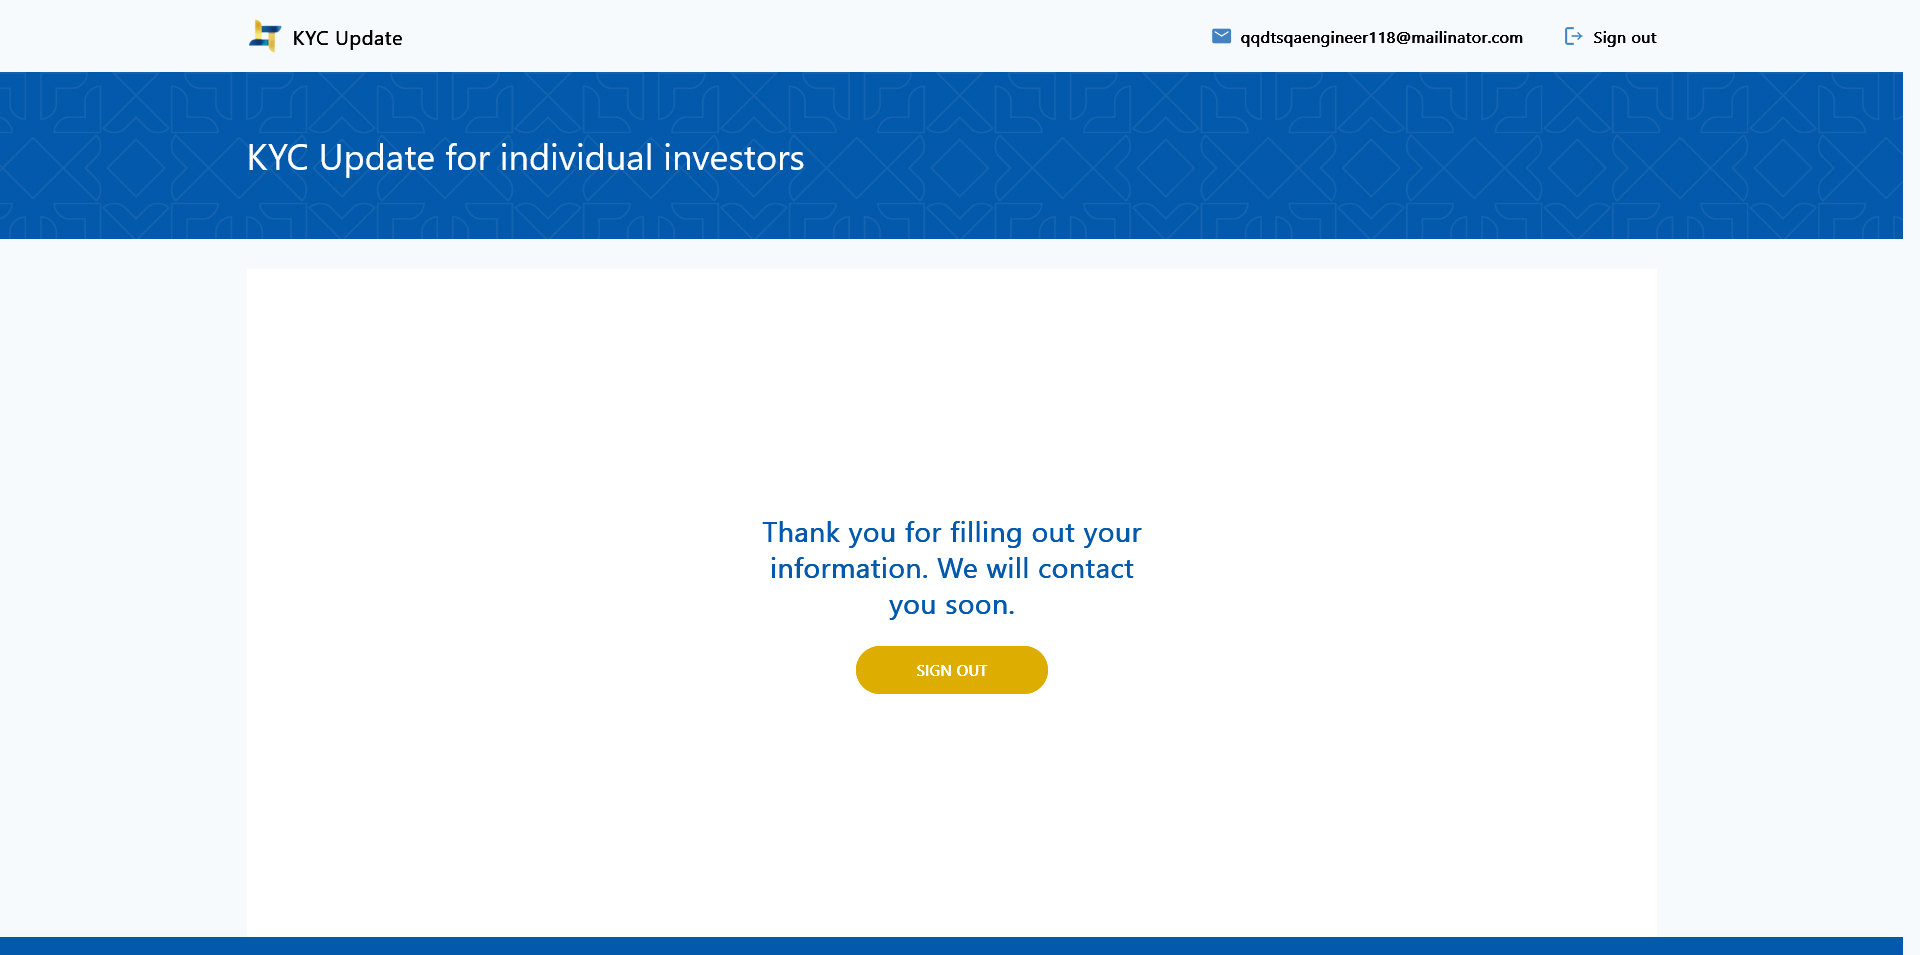 KYC Update
qqdtsqaengineer118@mailinator.com
Sign out
KYC Update for individual investors
Thank you for filling out your
information. We will contact
you soon.
SIGN OUT